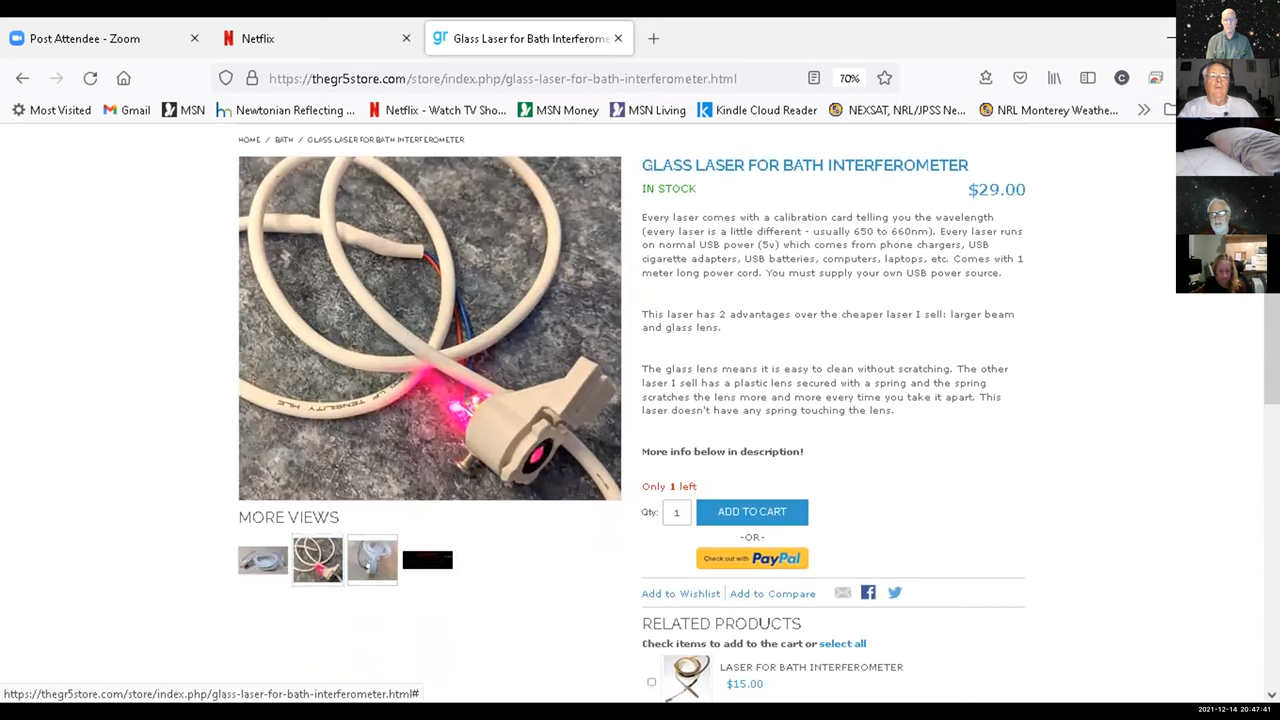 Post Attendee - Zoom
Netflix
gr Glass Laser for Bath Interferome
https://thegr5store.com/store/index.php/glass-laser-for-bath-interferometer.html
70%
C
Most Visited
Gmail
MSN
Newtonian Reflecting ...
Netflix - Watch TV Sho...
MSN Money
MSN Living
Kindle Cloud Reader
NEXSAT, NRL/JPSS Ne...
NRL Monterey Weathe...
HOME / BATH / GLASS LASER FOR BATH INTERFEROMETER
GLASS LASER FOR BATH INTERFEROMETER
IN STOCK
$29.00
Every laser comes with a calibration card telling you the wavelength
(every laser is a little different - usually 650 to 660nm). Every laser runs
on normal USB power (5v) which comes from phone chargers, USB
cigarette adapters, USB batteries, computers, laptops, etc. Comes with 1
meter long power cord. You must supply your own USB power source.
This laser has 2 advantages over the cheaper laser I sell: larger beam
and glass lens.
The glass lens means it is easy to clean without scratching. The other
laser I sell has a plastic lens secured with a spring and the spring
scratches the lens more and more every time you take it apart. This
laser doesn't have any spring touching the lens.
More info below in description!
Only 1 left
Qty: 1 ADD TO CART
-OR-
Check out with PayPal
Add to Wishlist
Add to Compare
RELATED PRODUCTS
Check items to add to the cart or select all
LASER FOR BATH INTERFEROMETER
$15.00
MORE VIEWS
https://thegr5store.com/store/index.php/glass-laser-for-bath-interferometer.html#
2021-12-14 20:47:41